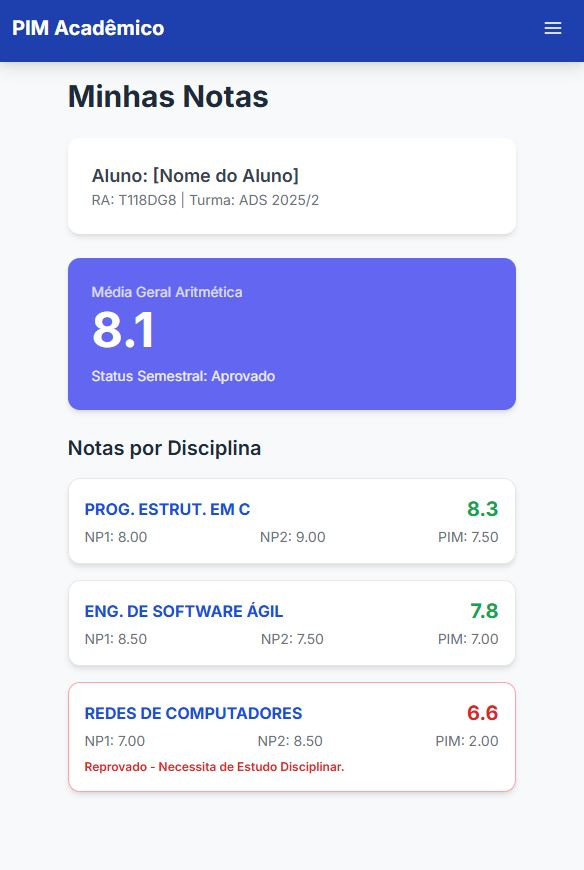 PIM Acadêmico
Minhas Notas
Aluno: [Nome do Aluno]
RA: T118DG8 | Turma: ADS 2025/2
Média Geral Aritmética
8.1
Status Semestral: Aprovado
Notas por Disciplina
PROG. ESTRUT. EM C 8.3
NP1: 8.00 NP2: 9.00 PIM: 7.50
ENG. DE SOFTWARE ÁGIL 7.8
NP1: 8.50 NP2: 7.50 PIM: 7.00
REDES DE COMPUTADORES 6.6
NP1: 7.00 NP2: 8.50 PIM: 2.00
Reprovado - Necessita de Estudo Disciplinar.